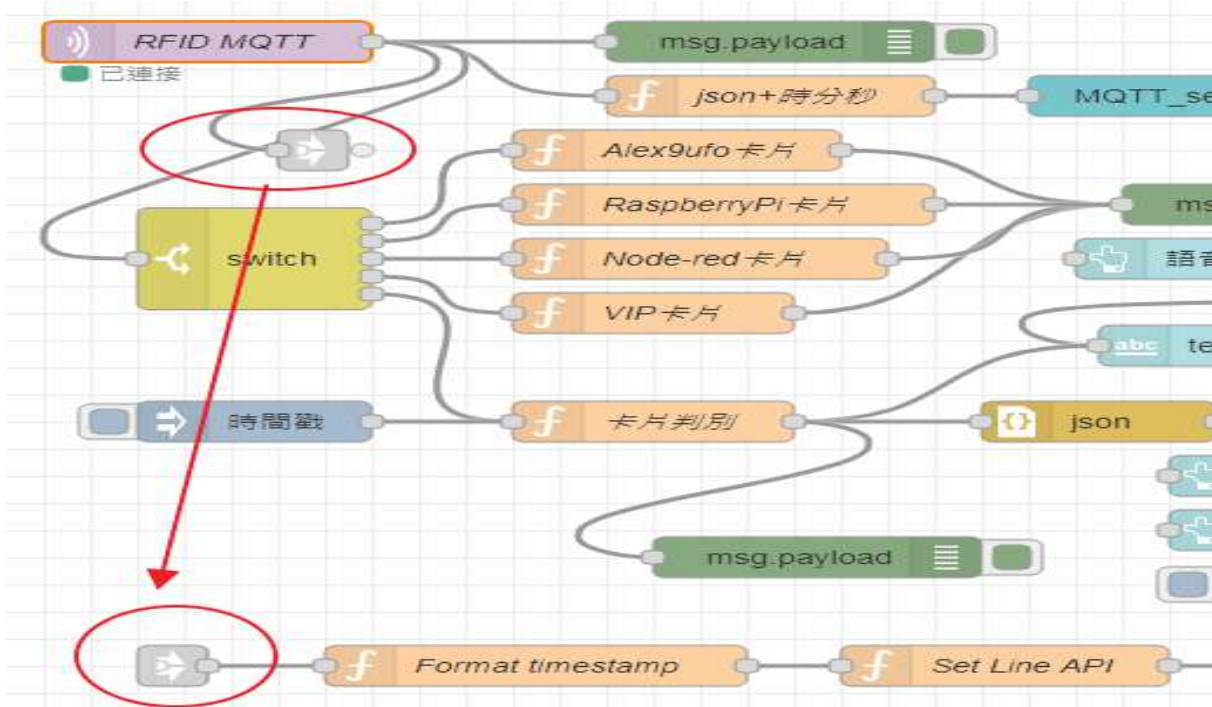 RFID MQTT
msg.payload
已連接
json+時分秒
MQTT_se
Alex9ufo卡片
RaspberryPi卡片
ms
switch
Node-red卡片
語音
VIP卡片
abc
te
時間戳
卡片判別
json
msg.payload
Format timestamp
Set Line API